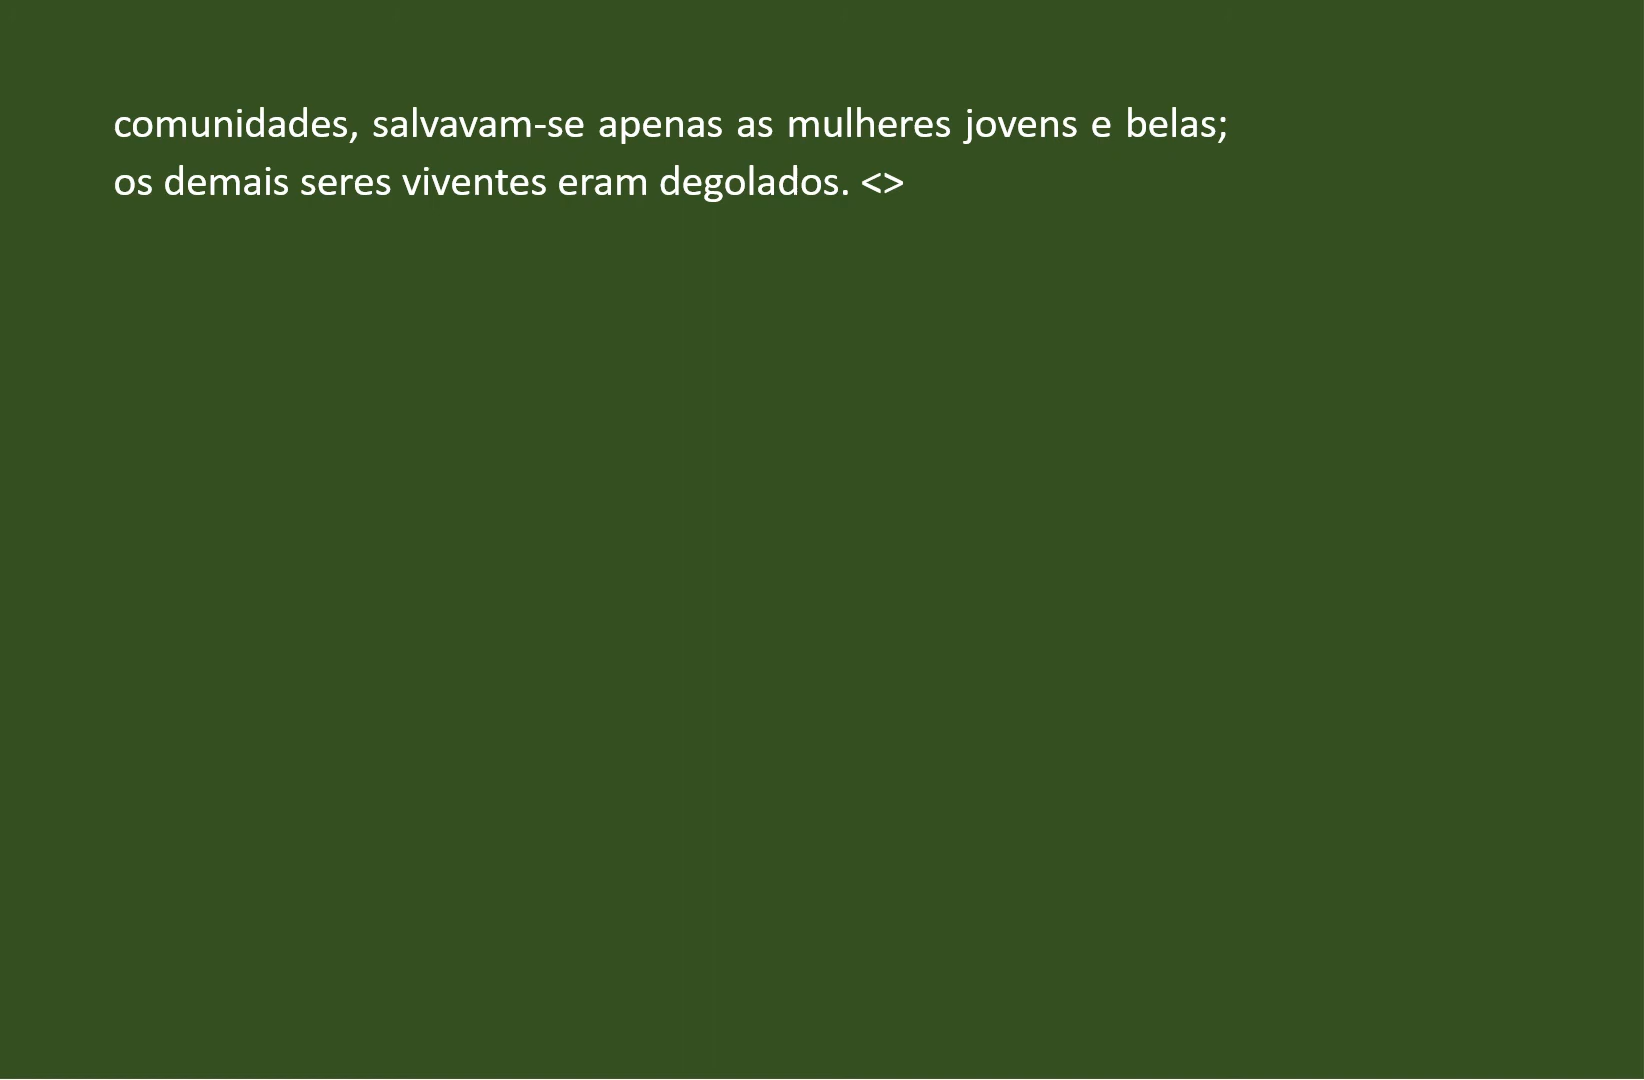 comunidades, salvavam-se apenas as mulheres jovens e belas;
os demais seres viventes eram degolados. <>